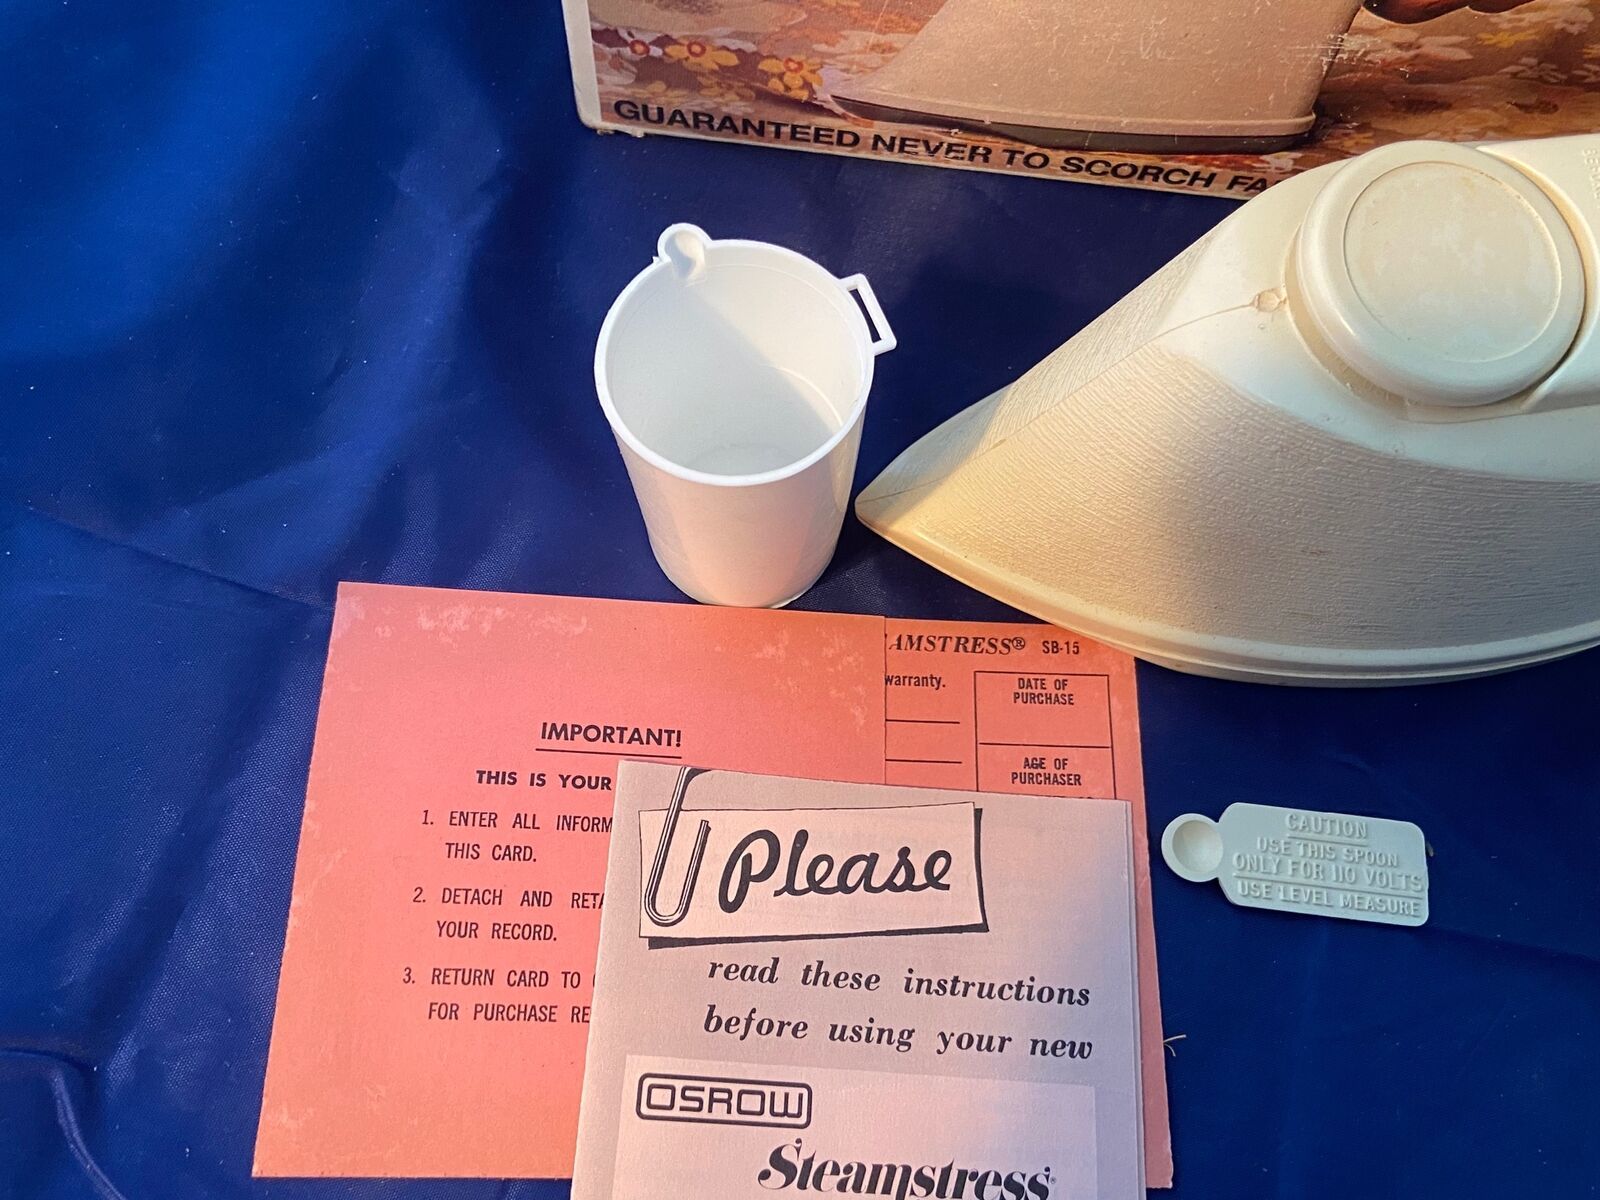 GUARANTEED NEVER TO SCORCH
AMSTRESS® SB-15
warranty.
DATE OF
PURCHASE
AGE OF
PURCHASER
IMPORTANT!
THIS IS YOUR
1. ENTER ALL INFORM
THIS CARD.
2. DETACH AND RETA
YOUR RECORD.
3. RETURN CARD TO
FOR PURCHASE RE
Please
read these instructions
before using your new
OSROW
Steamstress
CAUTION
USE THIS SPOON
ONLY FOR 110 VOLTS
USE LEVEL MEASURE